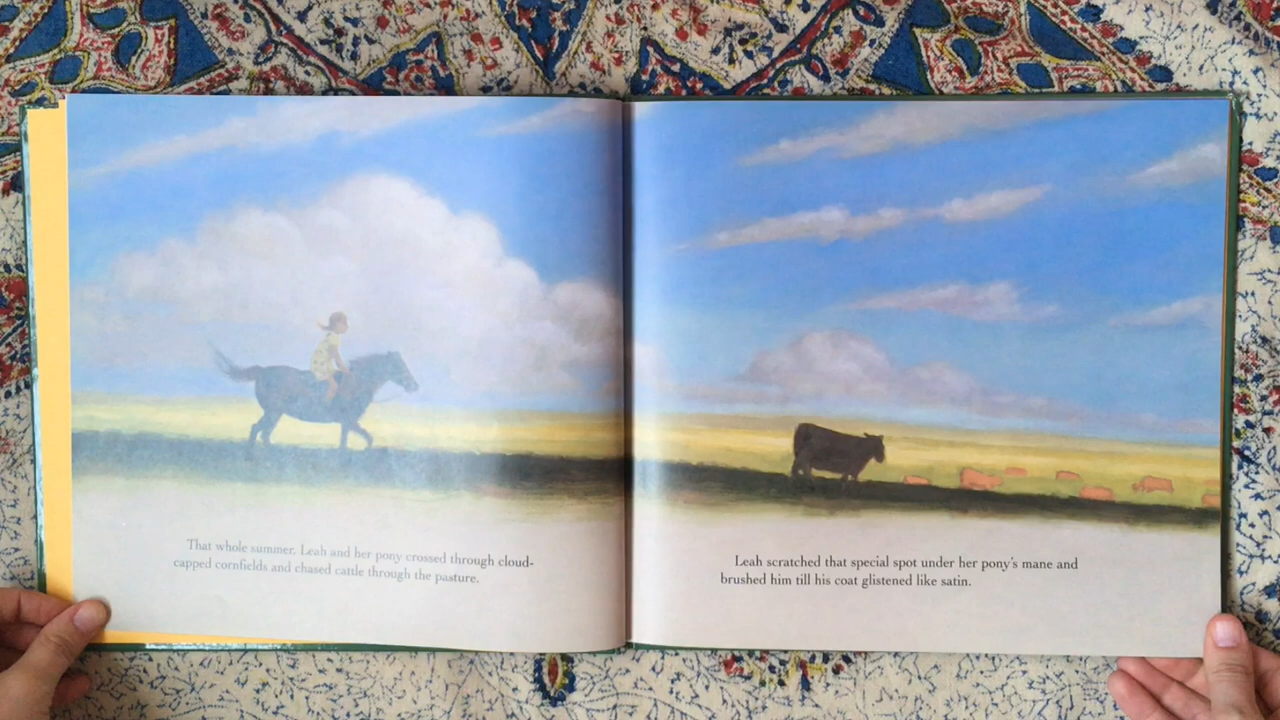 That whole summer, Leah and her pony crossed through cloud-
capped cornfields and chased cattle through the pasture.
Leah scratched that special spot under her pony's mane and
brushed him till his coat glistened like satin.